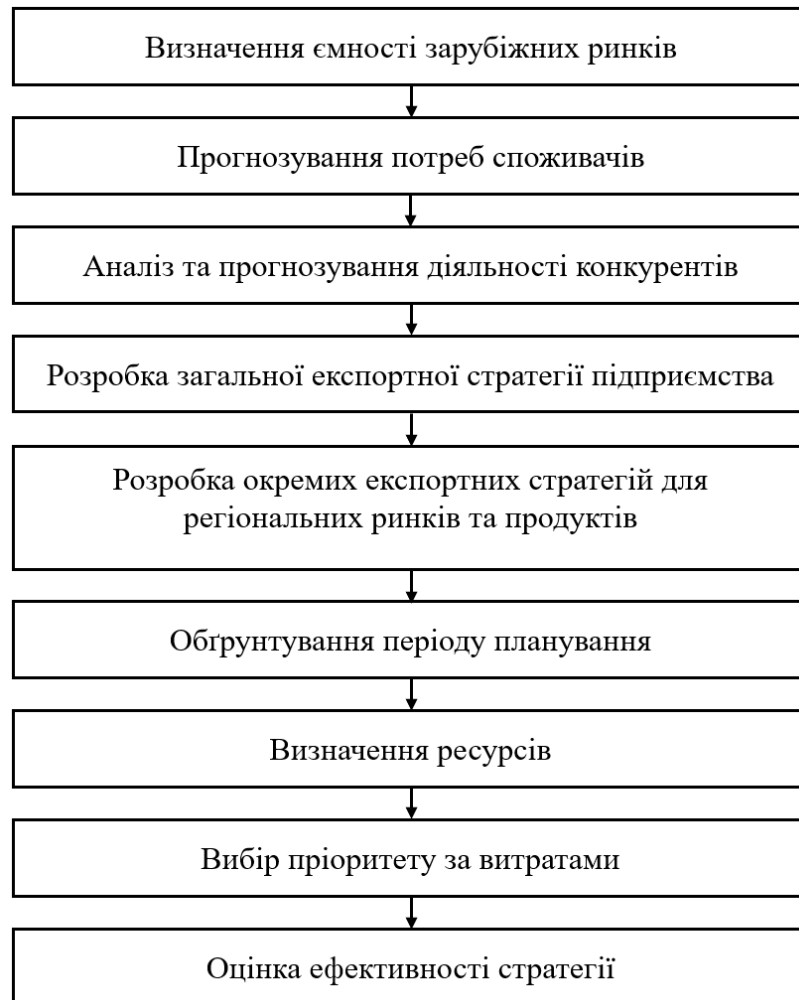 Визначення ємності зарубіжних ринків
Прогнозування потреб споживачів
Аналіз та прогнозування діяльності конкурентів
Розробка загальної експортної стратегії підприємства
Розробка окремих експортних стратегій для
регіональних ринків та продуктів
Обґрунтування періоду планування
Визначення ресурсів
Вибір пріоритету за витратами
Оцінка ефективності стратегії